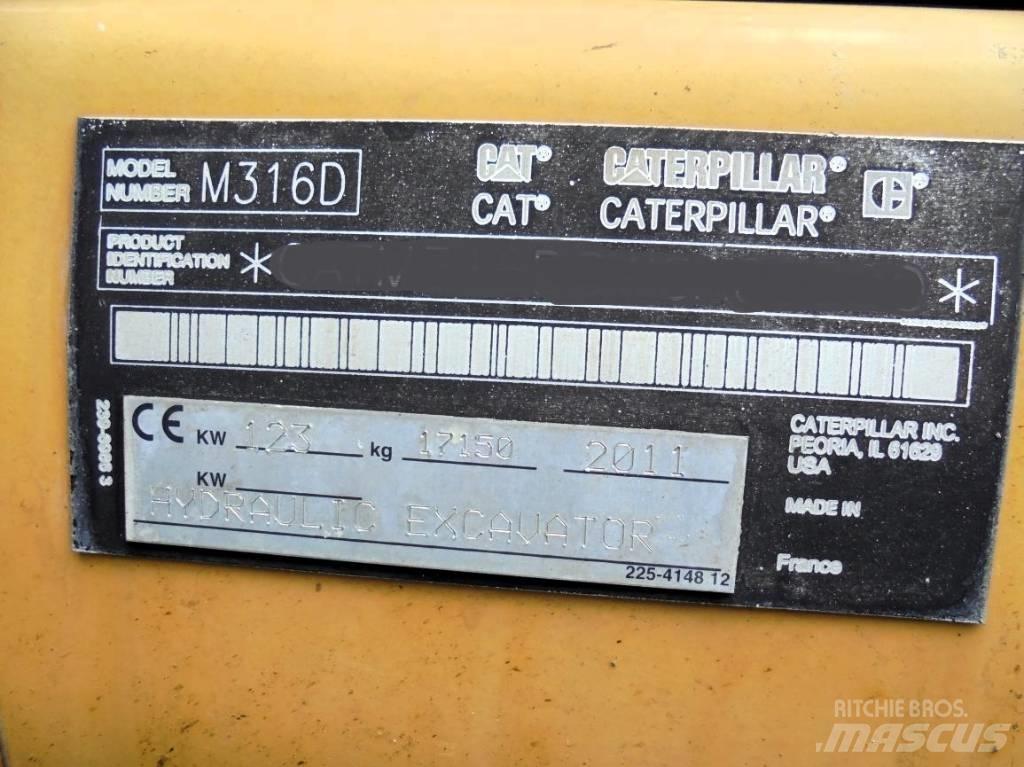 MODEL NUMBER M316D
CAT® CATERPILLAR®
CAT® CATERPILLAR®
PRODUCT
IDENTIFICATION
NUMBER
* *
CE KW 123 kg 17150 2011
KW
HYDRAULIC EXCAVATOR
225-4148 12
CATERPILLAR INC.
PEORIA, IL 61629
USA
MADE IN
France
RITCHIE BROS.
MASCUS